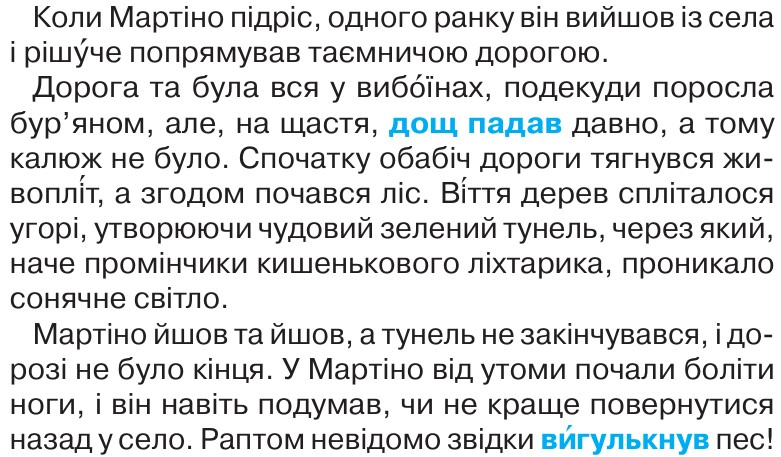 Коли Мартіно підріс, одного ранку він вийшов із села
і рішу́че попрямував таємничою дорогою.
Дорога та була вся у вибо́їнах, подекуди поросла
бур’яном, але, на щастя, дощ падав давно, а тому
калюж не було. Спочатку обабіч дороги тягнувся жи-
воплі́т, а згодом почався ліс. Ві́ття дерев спліталося
угорі, утворюючи чудовий зелений тунель, через який,
наче промінчики кишенькового ліхтарика, проникало
сонячне світло.
Мартіно йшов та йшов, а тунель не закінчувався, і до-
розі не було кінця. У Мартіно від утоми почали боліти
ноги, і він навіть подумав, чи не краще повернутися
назад у село. Раптом невідомо звідки ви́гулькнув пес!